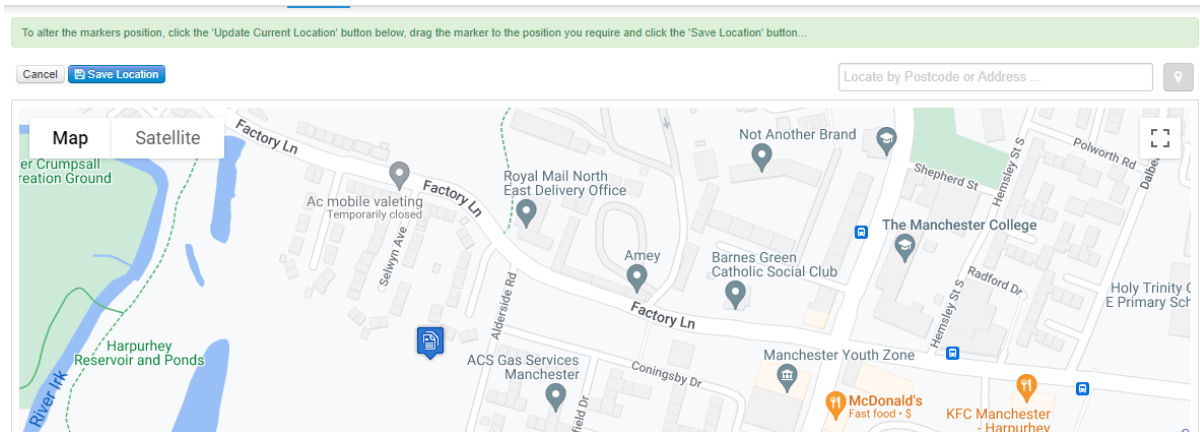 To alter the markers position, click the 'Update Current Location' button below, drag the marker to the position you require and click the 'Save Location' button...
Cancel
Save Location
Locate by Postcode or Address ...
Map
Satellite
er Crumpsall
reation Ground
Factory Ln
Ac mobile valeting
Temporarily closed
Factory Ln
Royal Mail North
East Delivery Office
Not Another Brand
Shepherd St
Hemsley St S
Polworth Rd
Dalbe
The Manchester College
Selwyn Ave
Amey
Barnes Green
Catholic Social Club
Radford Dr
Holy Trinity C
E Primary Sch
Alderside Rd
Factory Ln
Hemsley St S
Harpurhey
Reservoir and Ponds
River Irk
ACS Gas Services
Manchester
Coningsby Dr
Manchester Youth Zone
field Dr
McDonald's
Fast food • $
KFC Manchester
- Harpurhey